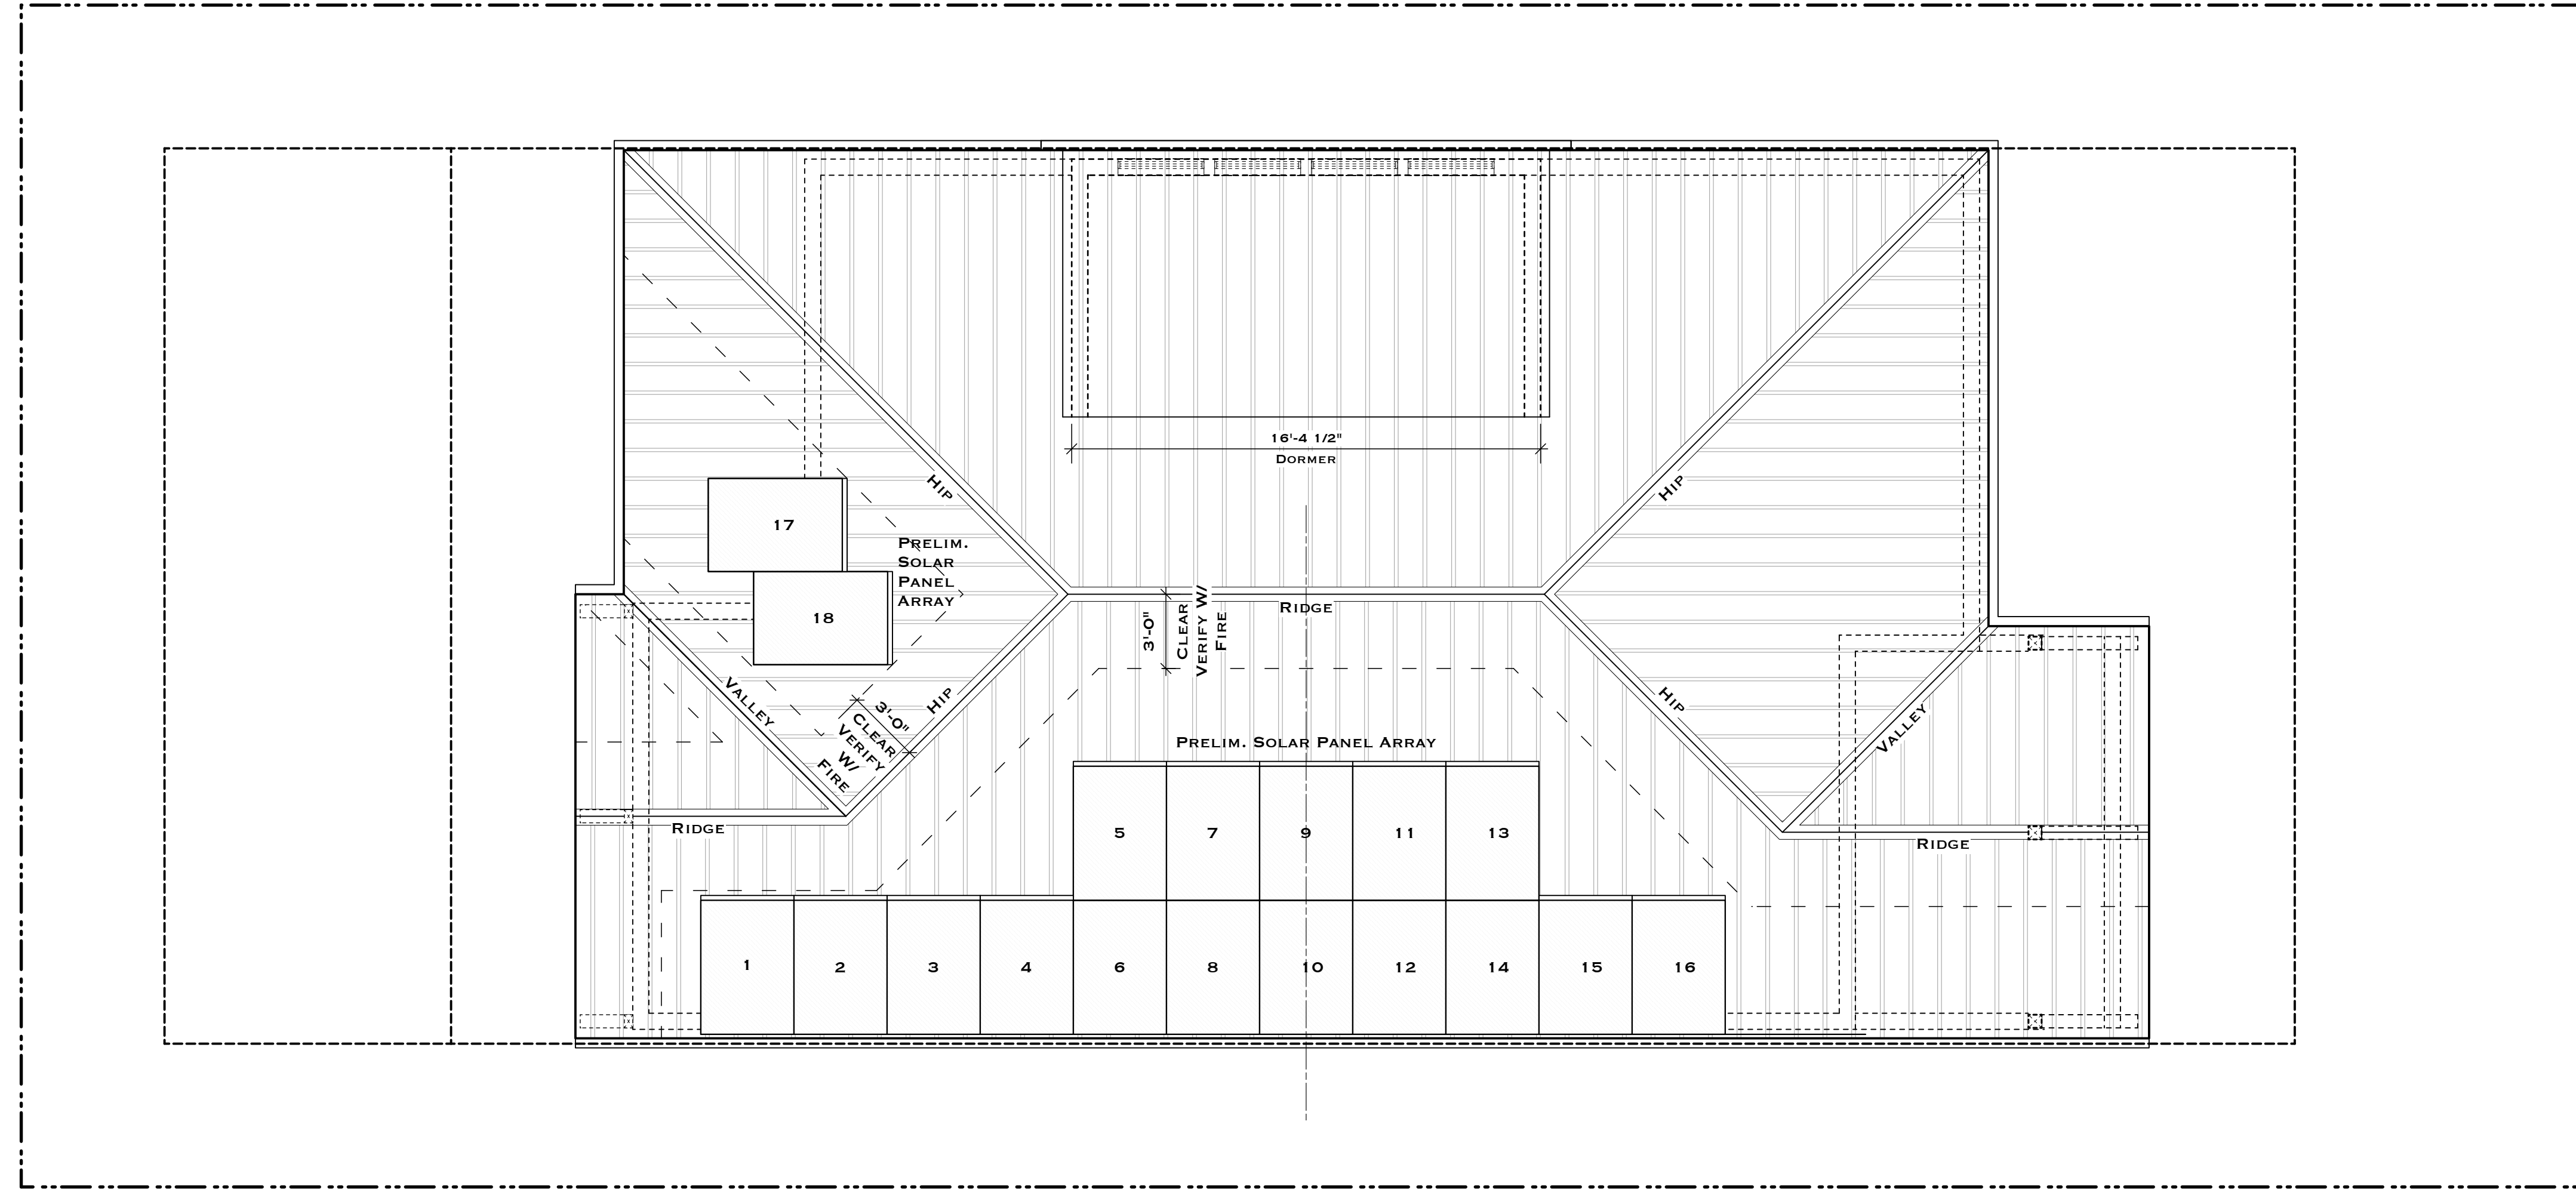 16'-4 1/2"
DORMER
HIP
HIP
17
PRELIM.
SOLAR
PANEL
ARRAY
18
3'-0"
CLEAR
VERIFY W/
FIRE
RIDGE
VALLEY
3'-0"
CLEAR
VERIFY
W/
FIRE
HIP
HIP
VALLEY
PRELIM. SOLAR PANEL ARRAY
RIDGE
RIDGE
5
7
9
11
13
1
2
3
4
6
8
10
12
14
15
16